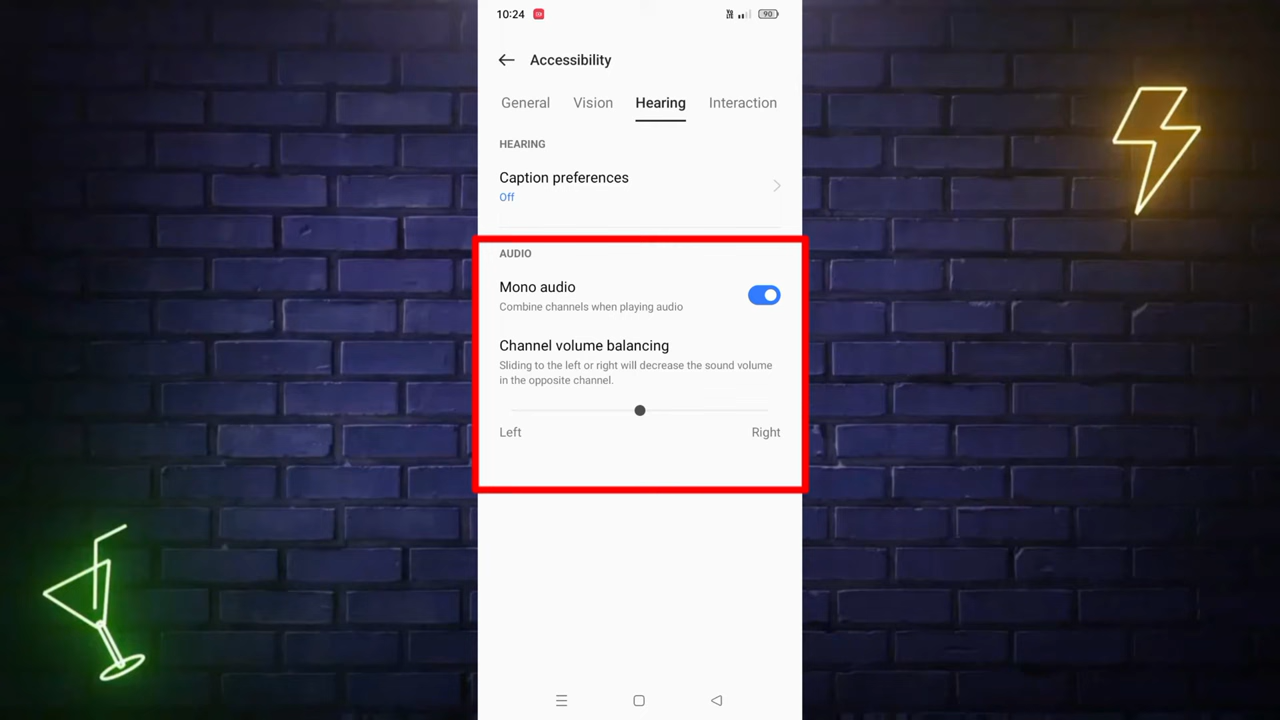 10:24
90
Accessibility
General Vision Hearing Interaction
HEARING
Caption preferences
Off
AUDIO
Mono audio
Combine channels when playing audio
Channel volume balancing
Sliding to the left or right will decrease the sound volume
in the opposite channel.
Left Right